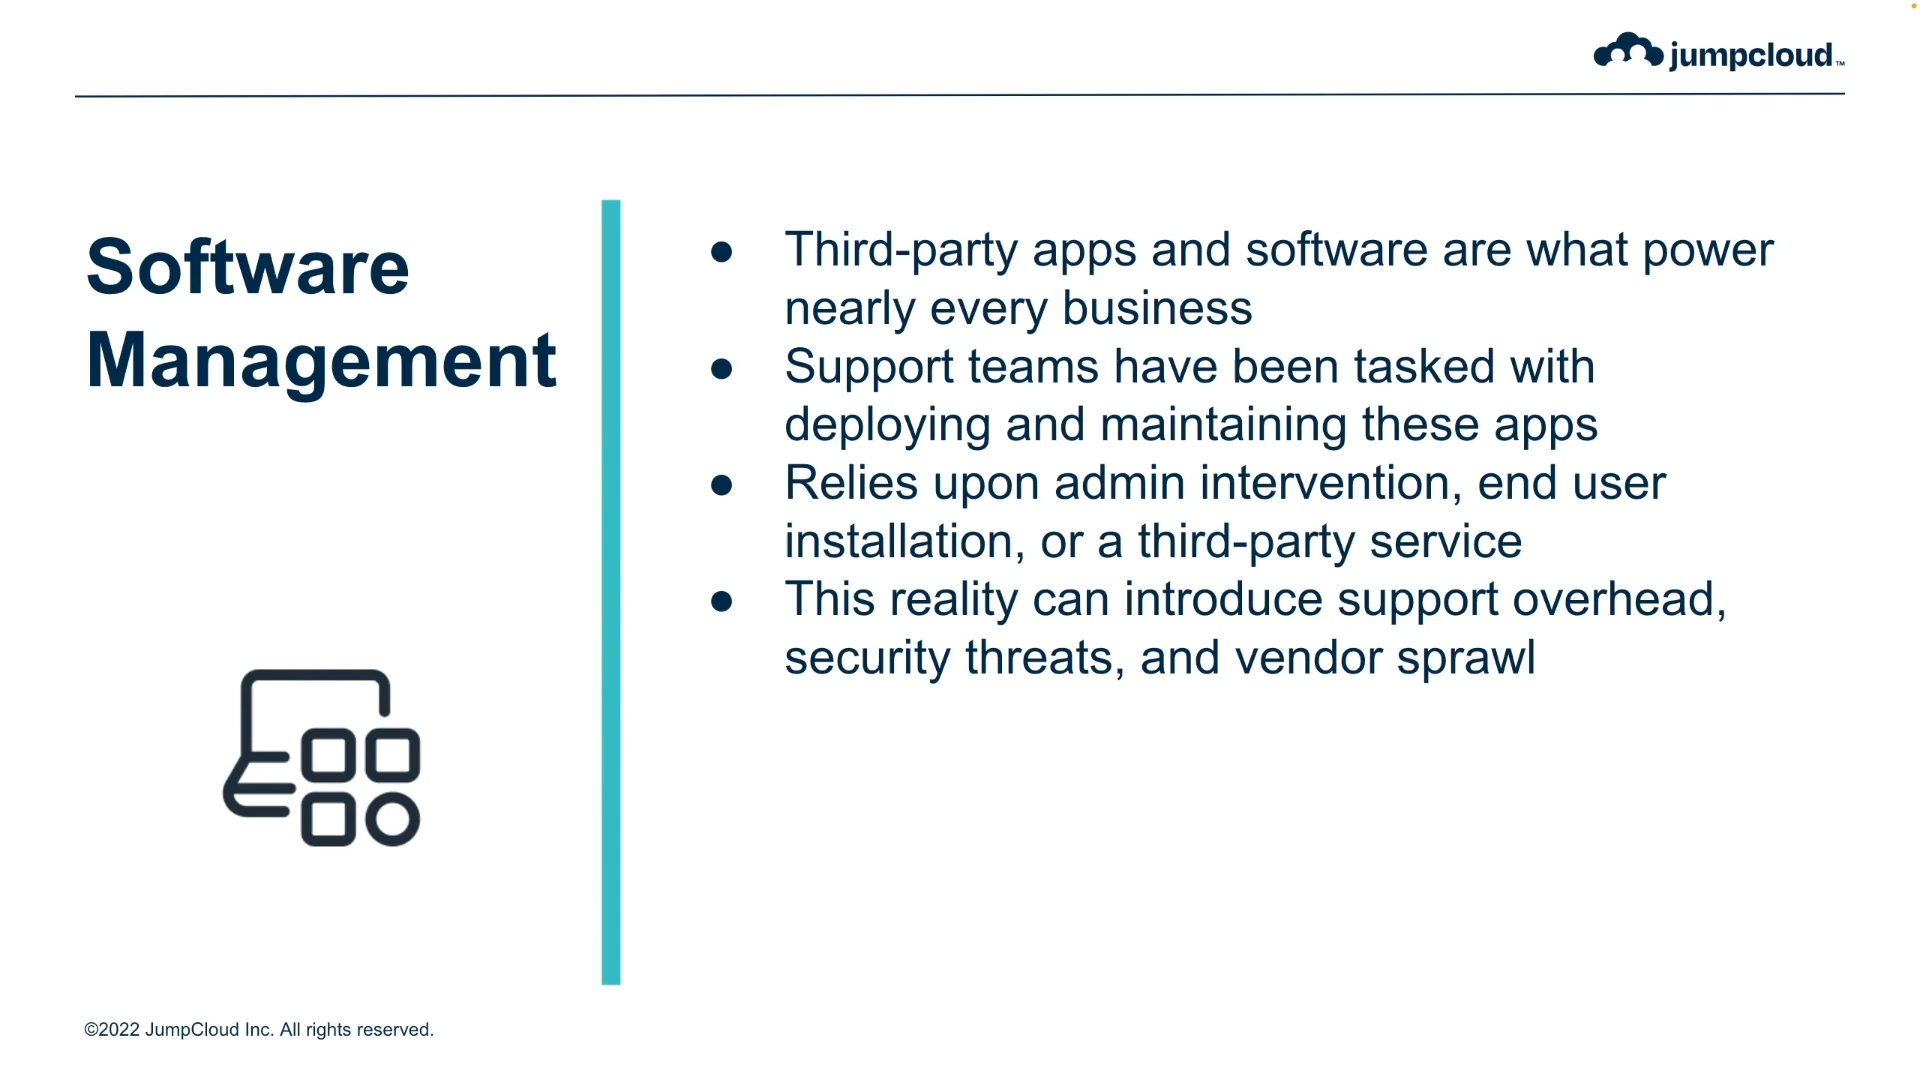 jumpcloud™
Software
Management
● Third-party apps and software are what power
nearly every business
● Support teams have been tasked with
deploying and maintaining these apps
● Relies upon admin intervention, end user
installation, or a third-party service
● This reality can introduce support overhead,
security threats, and vendor sprawl
©2022 JumpCloud Inc. All rights reserved.